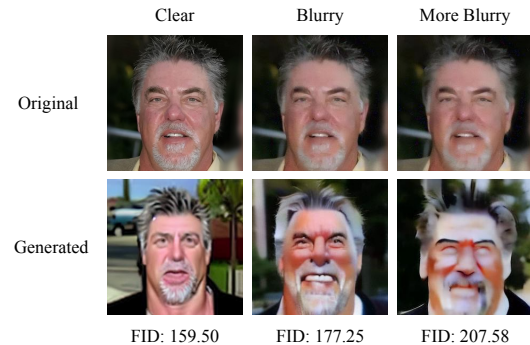 Clear Blurry More Blurry
Original
Generated
FID: 159.50 FID: 177.25 FID: 207.58